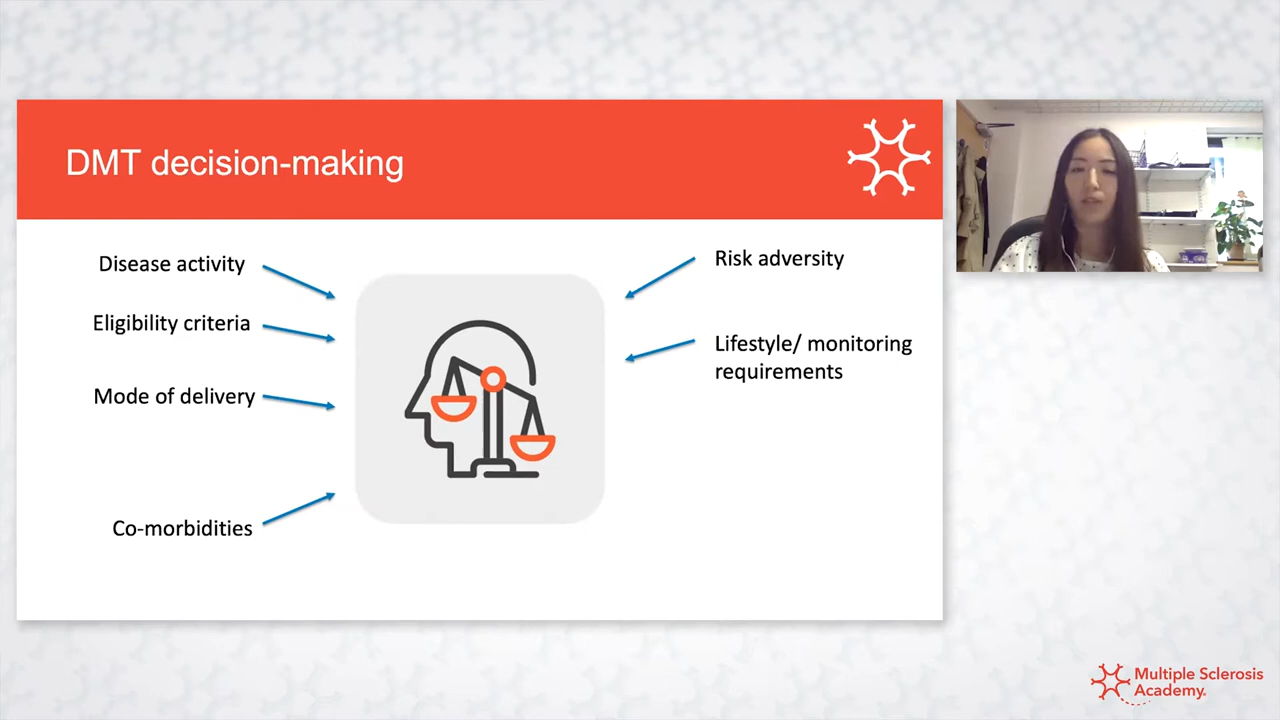 DMT decision-making
Disease activity
Eligibility criteria
Mode of delivery
Co-morbidities
Risk adversity
Lifestyle/ monitoring
requirements
Multiple Sclerosis
Academy.